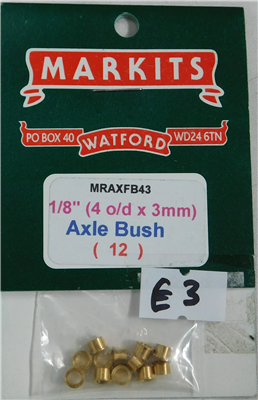 MARKITS
PO BOX 40 WATFORD WD24 6TN
MRAXFB43
1/8" (4 o/d x 3mm)
Axle Bush
( 12 )
£3